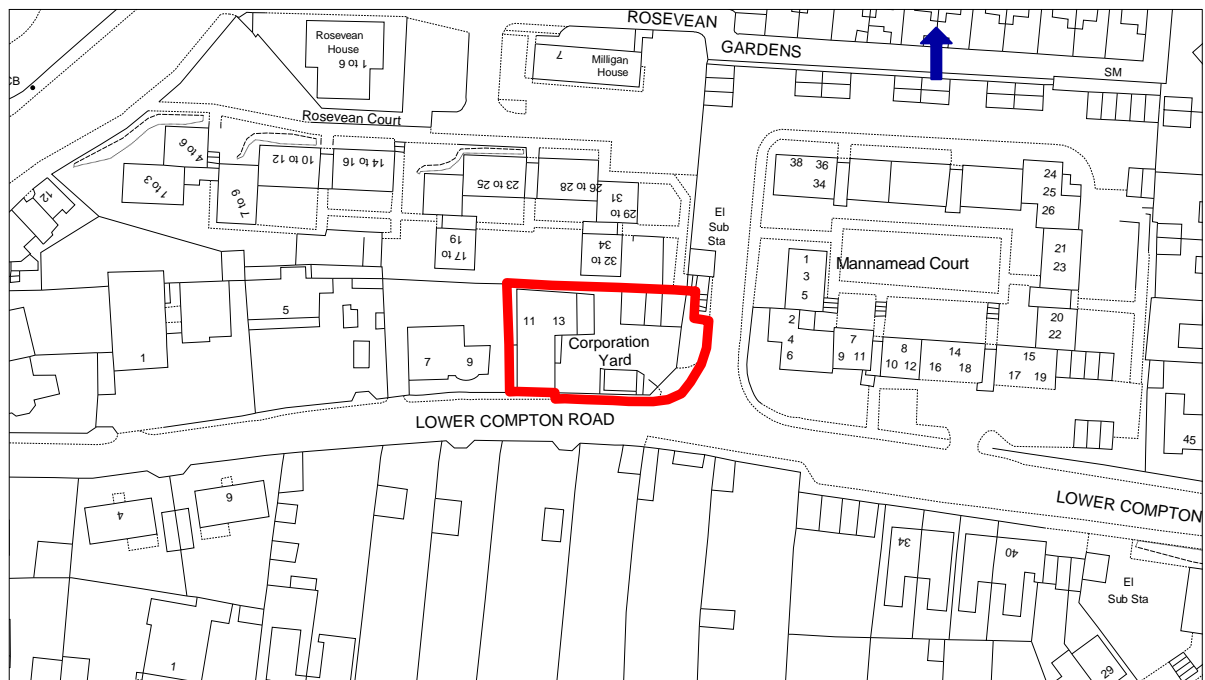 ROSEVEAN
GARDENS
SM
CB
Rosevean
House
1 to 6
7
Milligan
House
Rosevean Court
4 to 6
1 to 3
7 to 9
10 to 12
14 to 16
23 to 25
26 to 28
29 to
31
17 to
19
32 to
34
12
El
Sub
Sta
38 36
34
24
25
26
21
23
20
22
1
3
5
Mannamead Court
2
4
6
7
9 11
8
10 12
14
16 18
15
17 19
45
1
5
7 9
11 13
Corporation
Yard
LOWER COMPTON ROAD
LOWER COMPTON
4
6
1
34
40
El
Sub Sta
29